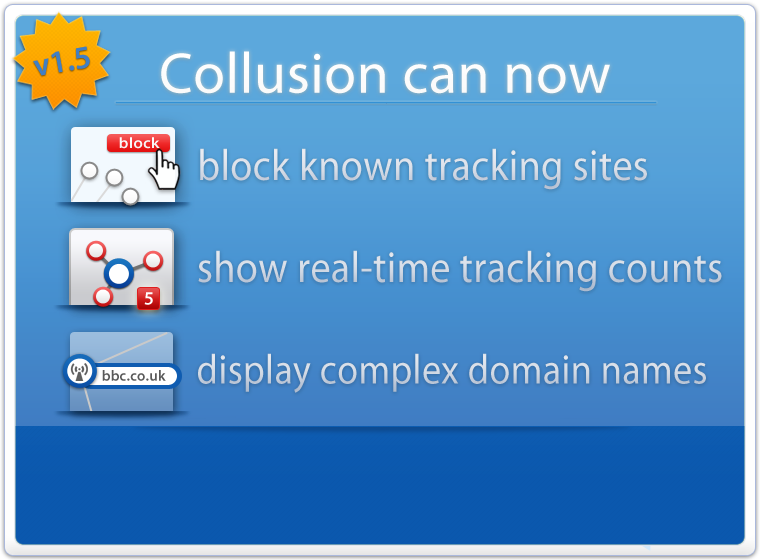 v1.5
Collusion can now
block
block known tracking sites
show real-time tracking counts
5
bbc.co.uk
display complex domain names